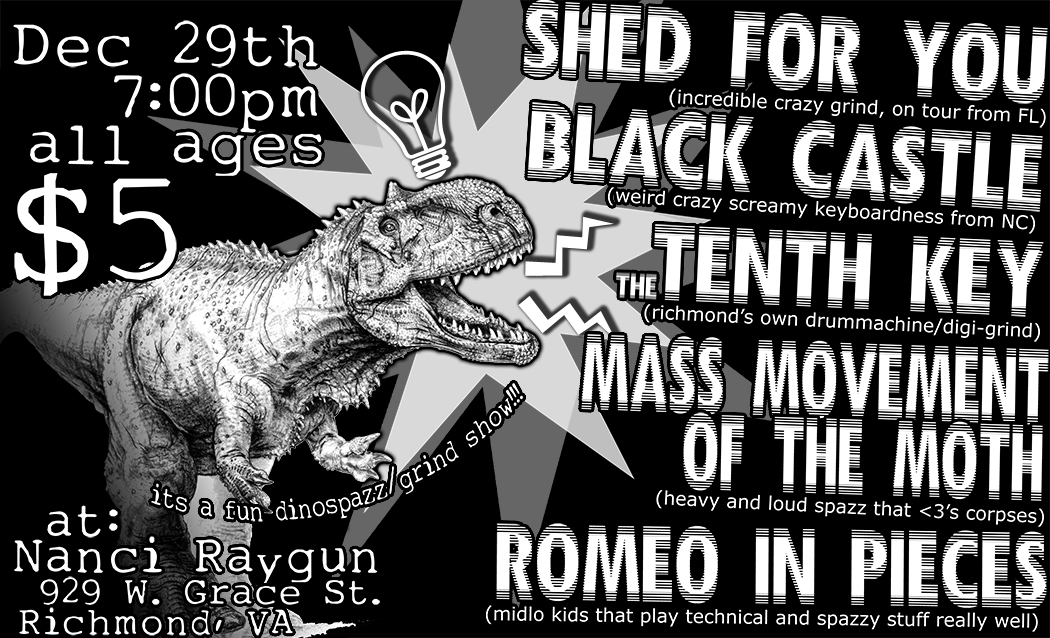 Dec 29th
7:00pm
all ages
$5
SHED FOR YOU
(incredible crazy grind, on tour from FL)
BLACK CASTLE
(weird crazy screamy keyboardness from NC)
THE TENTH KEY
(richmond's own drummachine/digi-grind)
MASS MOVEMENT
OF THE MOTH
(heavy and loud spazz that <3's corpses)
ROMEO IN PIECES
(midlo kids that play technical and spazzy stuff really well)
its a fun dinospazz/grind show!!!
at:
Nanci Raygun
929 W. Grace St.
Richmond, VA